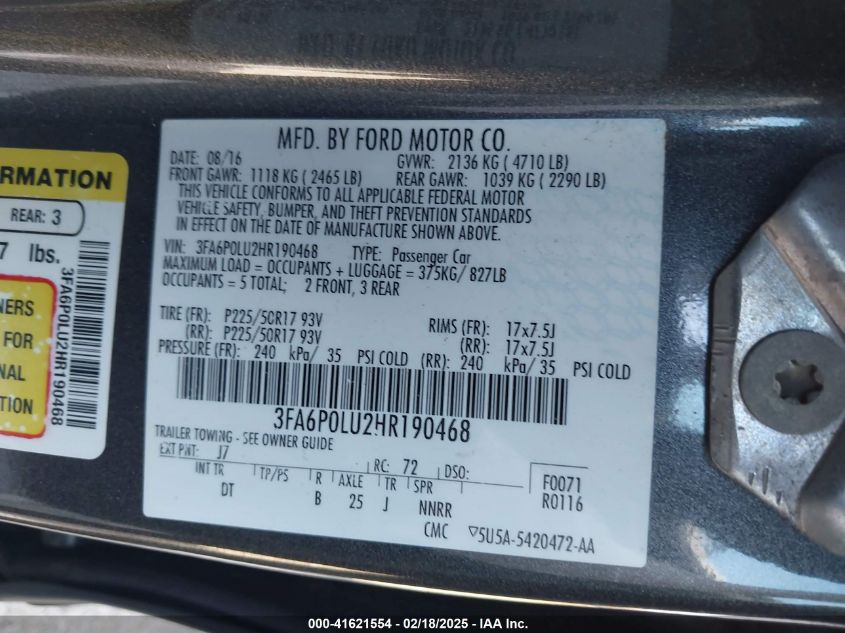 MFD. BY FORD MOTOR CO.
DATE: 08/16 GVWR: 2136 KG ( 4710 LB)
FRONT GAWR: 1118 KG ( 2465 LB) REAR GAWR: 1039 KG ( 2290 LB)
THIS VEHICLE CONFORMS TO ALL APPLICABLE FEDERAL MOTOR
VEHICLE SAFETY, BUMPER, AND THEFT PREVENTION STANDARDS
IN EFFECT ON THE DATE OF MANUFACTURE SHOWN ABOVE.
VIN: 3FA6P0LU2HR190468 TYPE: Passenger Car
MAXIMUM LOAD = OCCUPANTS + LUGGAGE = 375KG/ 827LB
OCCUPANTS = 5 TOTAL; 2 FRONT, 3 REAR
TIRE (FR): P225/50R17 93V RIMS (FR): 17x7.5J
(RR): P225/50R17 93V (RR): 17x7.5J
PRESSURE (FR): 240 kPa/ 35 PSI COLD (RR): 240 kPa/ 35 PSI COLD
3FA6P0LU2HR190468
TRAILER TOWING - SEE OWNER GUIDE
EXT PNT: J7 RC: 72 DSO:
INT TR TP/PS R AXLE TR SPR F0071
DT B 25 J NNRR R0116
CMC ▽5U5A-5420472-AA
ORMATION
REAR: 3
7 lbs.
NERS
FOR
NAL
TION
3FA6P0LU2HR190468
000-41621554 - 02/18/2025 - IAA Inc.